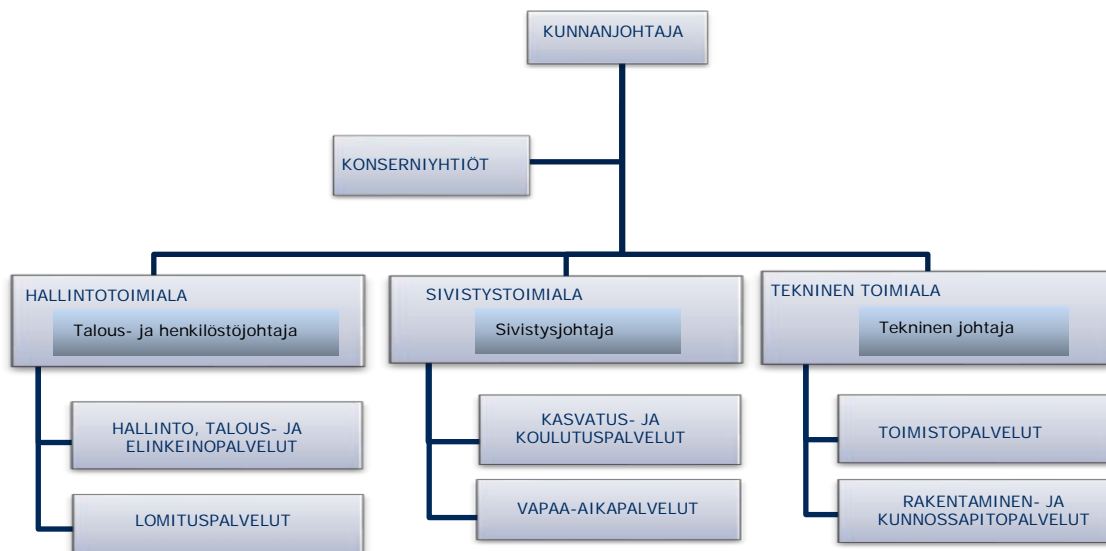 KUNNANJOHTAJA
KONSERNIYHTIÖT
HALLINTOTOIMIALA
Talous- ja henkilöstöjohtaja
SIVISTYSTOIMIALA
Sivistysjohtaja
TEKNINEN TOIMIALA
Tekninen johtaja
HALLINTO, TALOUS- JA
ELINKEINOPALVELUT
LOMITUSPALVELUT
KASVATUS- JA
KOULUTUSPALVELUT
VAPAA-AIKAPALVELUT
TOIMISTOPALVELUT
RAKENTAMINEN- JA
KUNNOSSAPITOPALVELUT